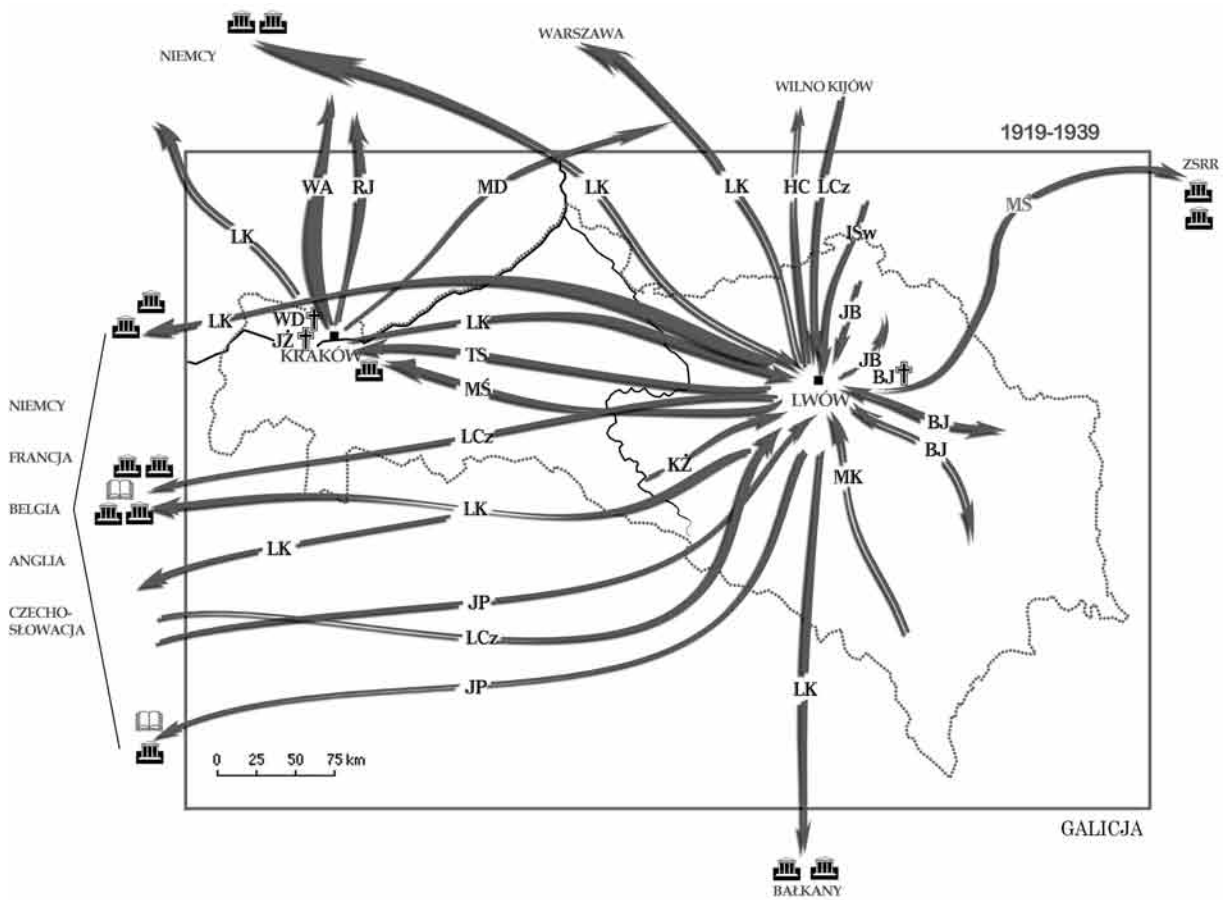 NIEMCY
WARSZAWA
WILNO KIJÓW
1919-1939
ZSRR
WA
RJ
MD
LK
LK
HC
LCz
MŚ
JSw
LK
LK
WD
JŻ
KRAKÓW
LK
TS
MŚ
JB
JB
BJ
LWÓW
BJ
BJ
NIEMCY
FRANCJA
BELGIA
ANGLIA
CZECHO-
SŁOWACJA
LCz
KŻ
MK
LK
LK
JP
LCz
JP
LK
0 25 50 75 km
GALICJA
BAŁKANY